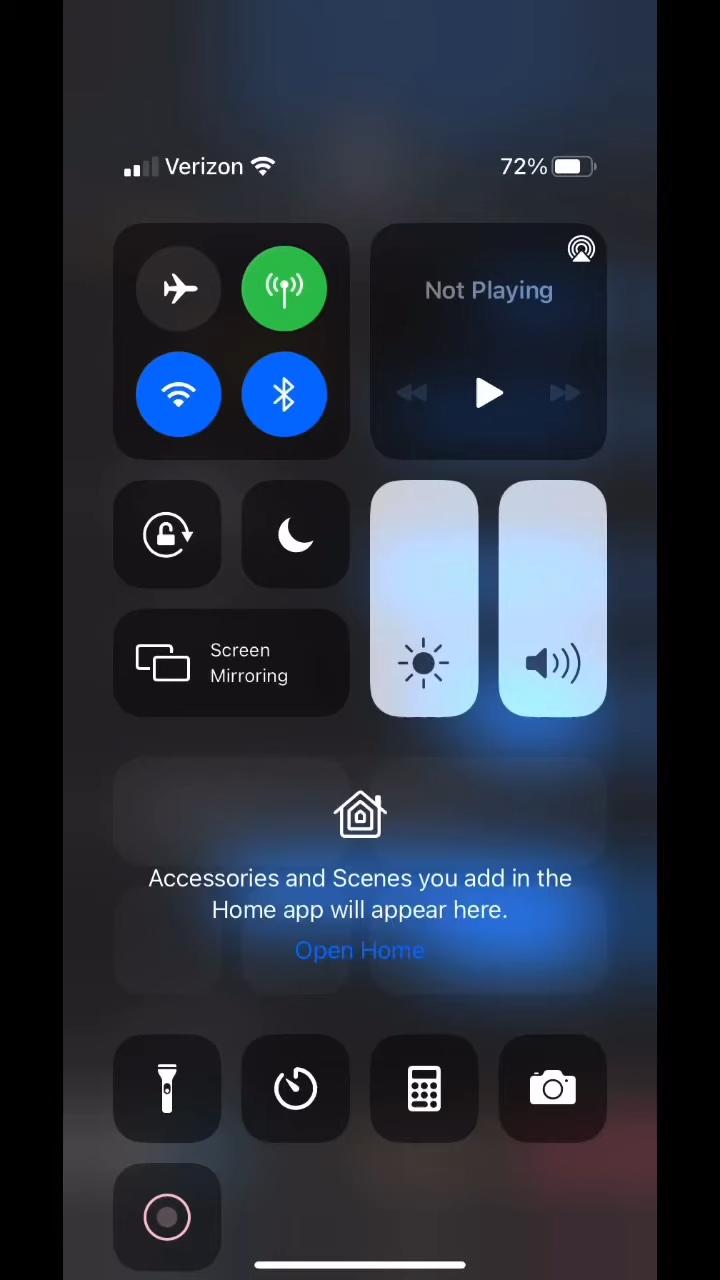 Verizon
72%
Not Playing
Screen
Mirroring
Accessories and Scenes you add in the
Home app will appear here.
Open Home